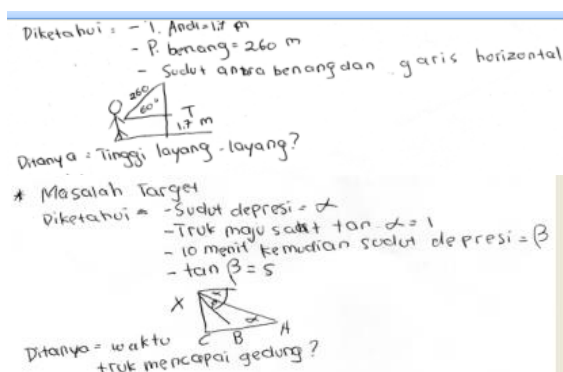 Diketahui : - T. Andi = 1.7 m
- P. benang = 260 m
- Sudut antara benang dan garis horizontal
260
60°
T
1.7 m
Ditanya : Tinggi layang-layang?
* Masalah Target
Diketahui = - Sudut depresi = α
- Truk maju saat tan α = 1
- 10 menit kemudian sudut depresi = β
- tan β = 5
X
α
C B A
Ditanya = waktu
truk mencapai gedung?